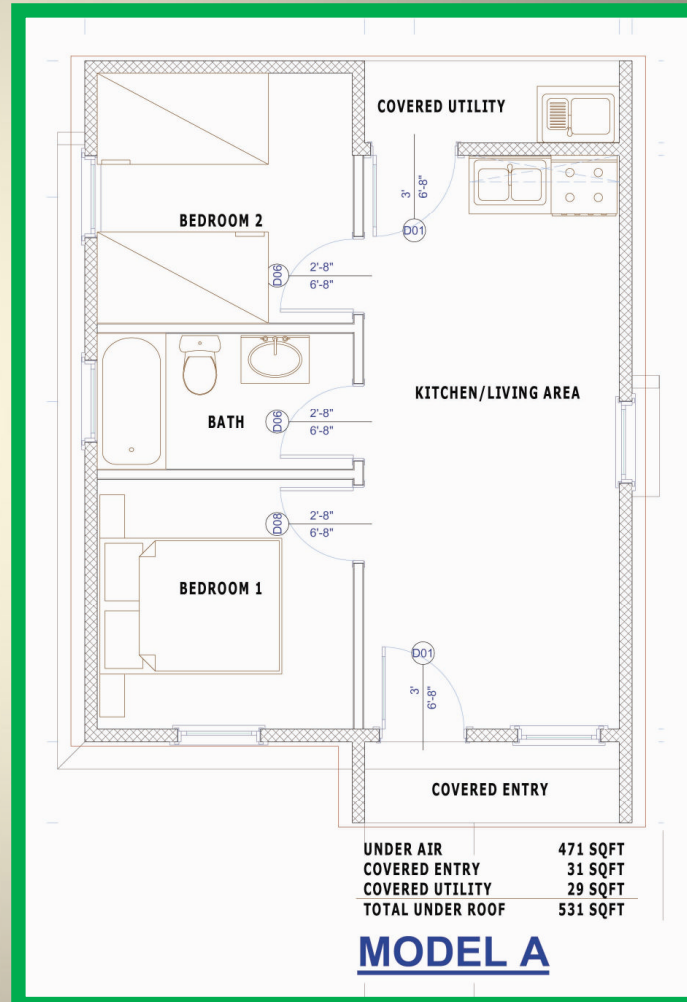 COVERED UTILITY
3'
6'-8"
D01
BEDROOM 2
D06
2'-8"
6'-8"
KITCHEN/LIVING AREA
BATH
D06
2'-8"
6'-8"
D08
2'-8"
6'-8"
BEDROOM 1
D01
3'
6'-8"
COVERED ENTRY
UNDER AIR 471 SQFT
COVERED ENTRY 31 SQFT
COVERED UTILITY 29 SQFT
TOTAL UNDER ROOF 531 SQFT
MODEL A